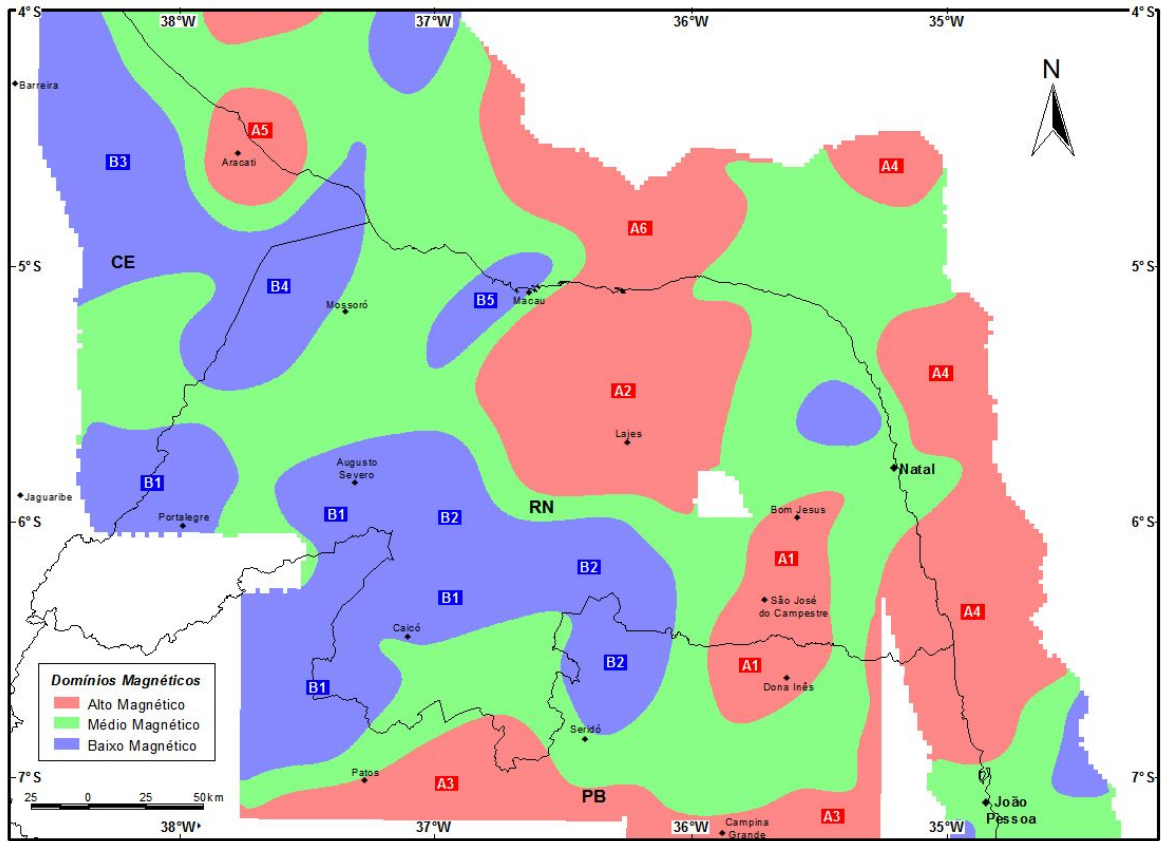 4°S
38°W
37°W
36°W
35°W
4°S
Barreira
N
A5
Aracati
B3
A4
A6
5°S
CE
B4
B5
Macau
5°S
Mossoró
A4
A2
Lajes
Augusto
Severo
Natal
B1
Jaguaribe
Portalegre
B1
B2
RN
Bom Jesus
6°S
6°S
A1
B2
B1
São José
do Campestre
A4
Caicó
B2
A1
Dona Inês
B1
Domínios Magnéticos
Alto Magnético
Médio Magnético
Baixo Magnético
Seridó
Patos
A3
7°S
7°S
PB
25 0 25 50 km
João
Pessoa
A3
Campina
Grande
38°W
37°W
36°W
35°W